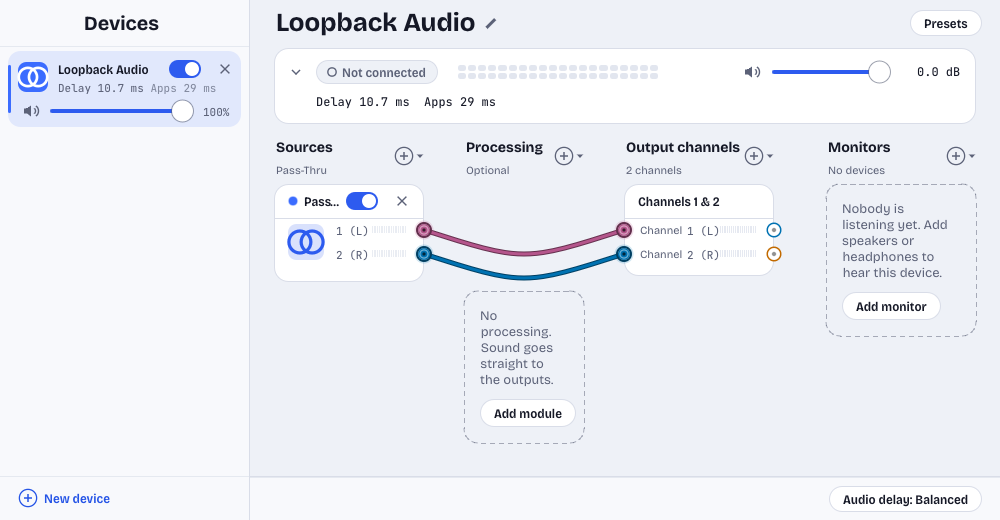 Devices
Loopback Audio
Delay 10.7 ms Apps 29 ms
100%
New device
Loopback Audio
Presets
Not connected
0.0 dB
Delay 10.7 ms Apps 29 ms
Sources
Pass-Thru
Pass...
1 (L)
2 (R)
Processing
Optional
No
processing.
Sound goes
straight to
the outputs.
Add module
Output channels
2 channels
Channels 1 & 2
Channel 1 (L)
Channel 2 (R)
Monitors
No devices
Nobody is
listening yet. Add
speakers or
headphones to
hear this device.
Add monitor
Audio delay: Balanced